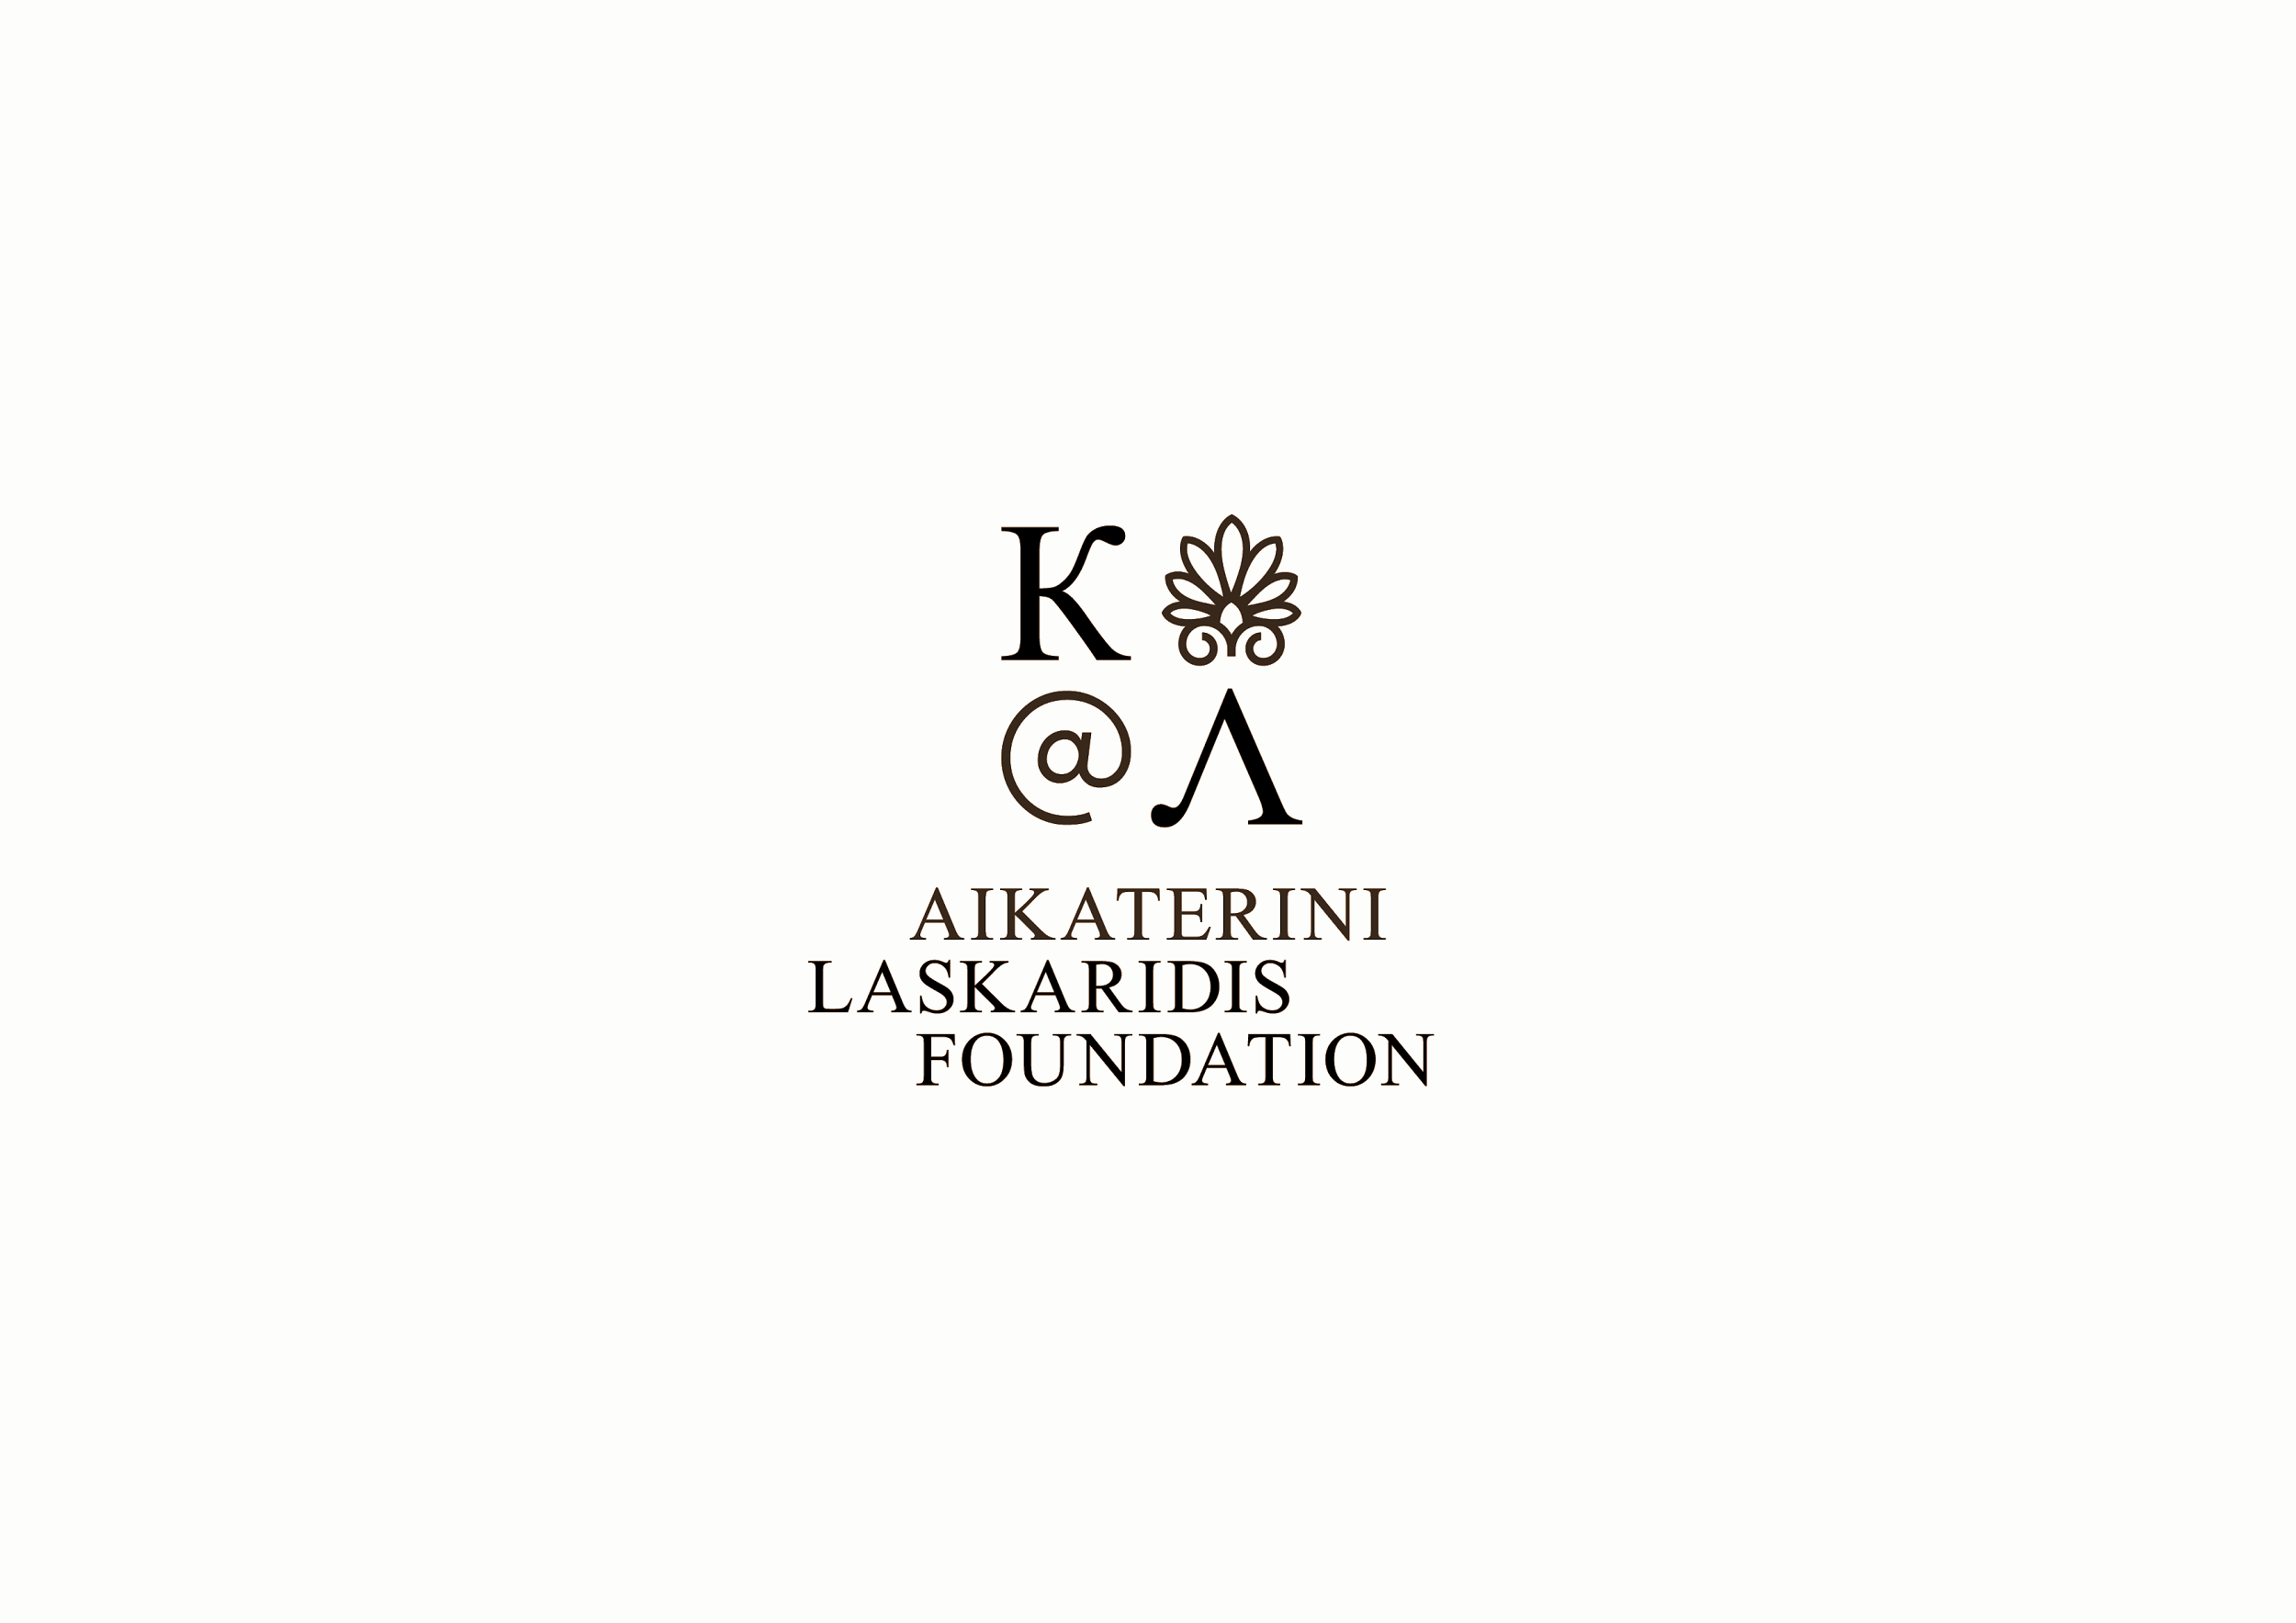 Κ
@ Λ
AIKATERINI
LASKARIDIS
FOUNDATION